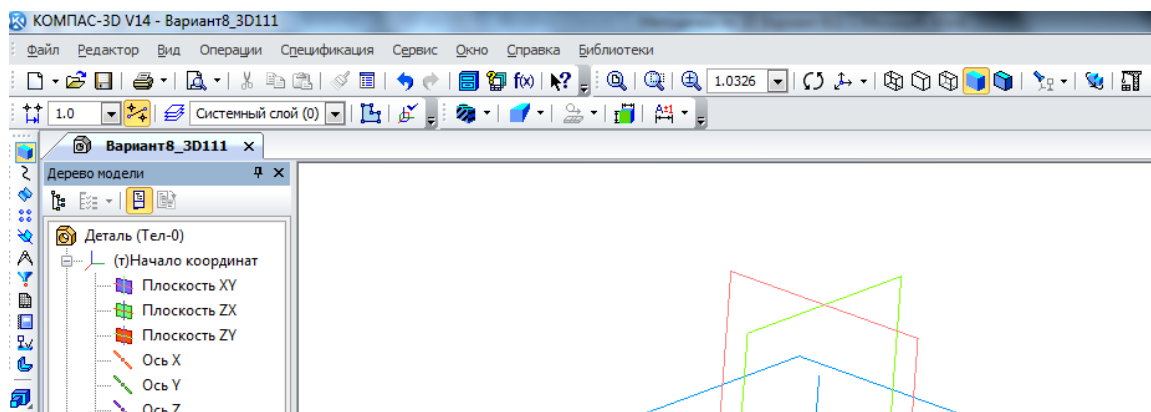 КОМПАС-3D V14 - Вариант8_3D111
Файл Редактор Вид Операции Спецификация Сервис Окно Справка Библиотеки
f(x) 1.0326
1.0 Системный слой (0)
Вариант8_3D111
Дерево модели
Деталь (Тел-0)
(т)Начало координат
Плоскость XY
Плоскость ZX
Плоскость ZY
Ось X
Ось Y
Ось Z